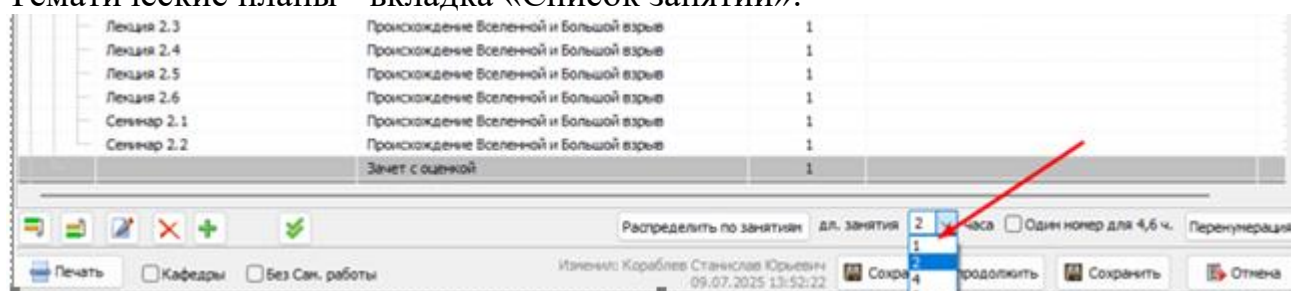 Тематические планы - вкладка «Список занятий».
Лекция 2.3 Происхождение Вселенной и Большой взрыв 1
Лекция 2.4 Происхождение Вселенной и Большой взрыв 1
Лекция 2.5 Происхождение Вселенной и Большой взрыв 1
Лекция 2.6 Происхождение Вселенной и Большой взрыв 1
Семинар 2.1 Происхождение Вселенной и Большой взрыв 1
Семинар 2.2 Происхождение Вселенной и Большой взрыв 1
Зачет с оценкой 1
Распределить по занятиям дл. занятия 2 часа Один номер для 4,6 ч. Перенумерация
1
2
4
Печать Кафедры Без Сам. работы Изменил: Кораблев Станислав Юрьевич Сохра продолжить Сохранить Отмена
09.07.2025 13:52:22